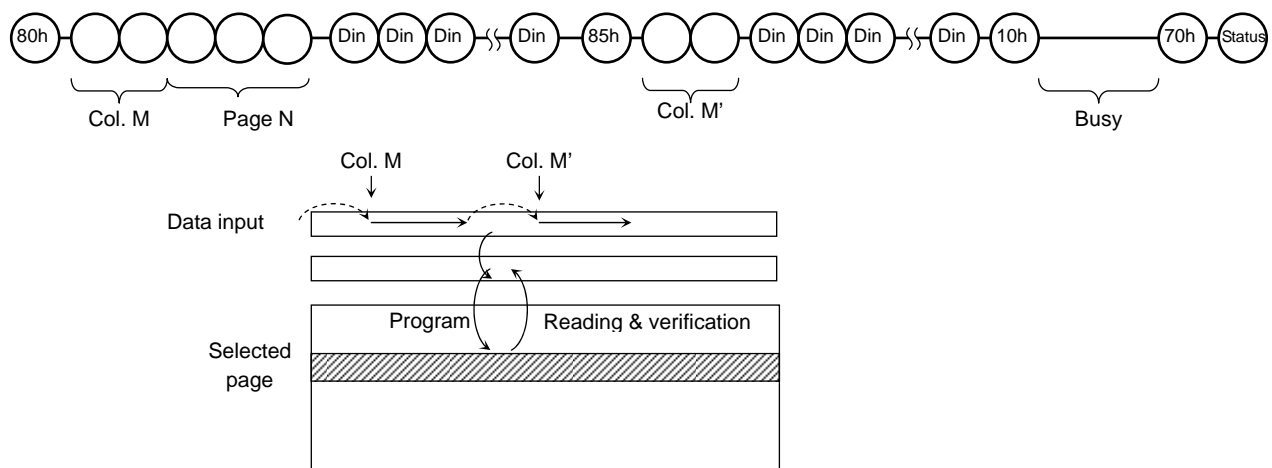 80h Din Din Din Din 85h Din Din Din Din 10h 70h Status
Col. M Page N Col. M’ Busy
Col. M Col. M’
Data input
Program Reading & verification
Selected
page